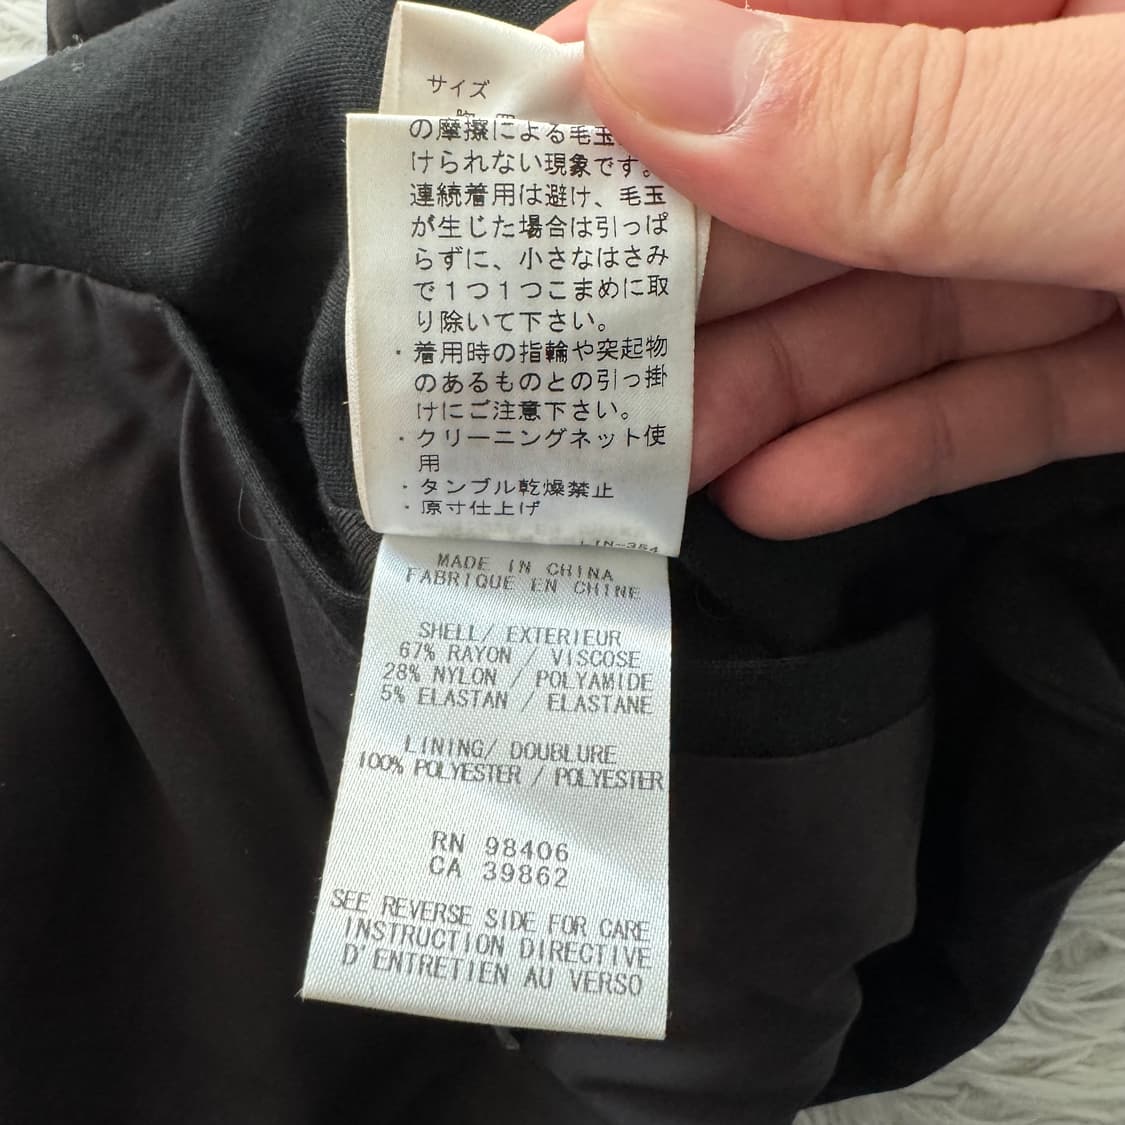 サイズ
の摩擦による毛玉
けられない現象です。
連続着用は避け、毛玉
が生じた場合は引っぱ
らずに、小さなはさみ
で1つ1つこまめに取
り除いて下さい。
・着用時の指輪や突起物
のあるものとの引っ掛
けにご注意下さい。
・クリーニングネット使
用
・タンブル乾燥禁止
・原寸仕上げ
LIN-354
MADE IN CHINA
FABRIQUE EN CHINE
SHELL/ EXTERIEUR
67% RAYON / VISCOSE
28% NYLON / POLYAMIDE
5% ELASTAN / ELASTANE
LINING/ DOUBLURE
100% POLYESTER / POLYESTER
RN 98406
CA 39862
SEE REVERSE SIDE FOR CARE
INSTRUCTION DIRECTIVE
D'ENTRETIEN AU VERSO